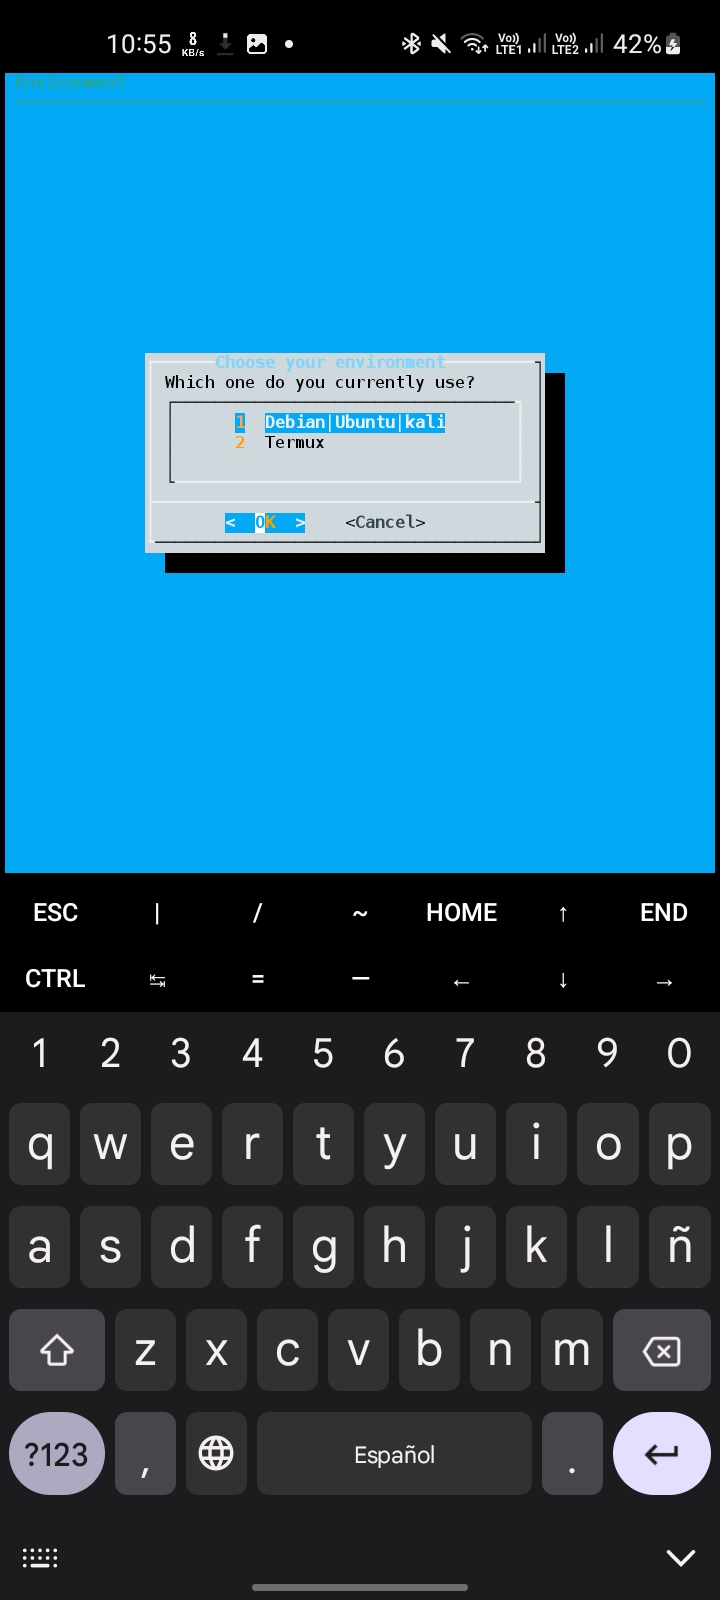 10:55 8 KB/s Vo)) LTE1 Vo)) LTE2 42%
Environment
Choose your environment
Which one do you currently use?
1 Debian|Ubuntu|kali
2 Termux
< OK > <Cancel>
ESC | / ~ HOME ↑ END
CTRL ↹ = — ← ↓ →
1 2 3 4 5 6 7 8 9 0
q w e r t y u i o p
a s d f g h j k l ñ
z x c v b n m
?123 , Español .